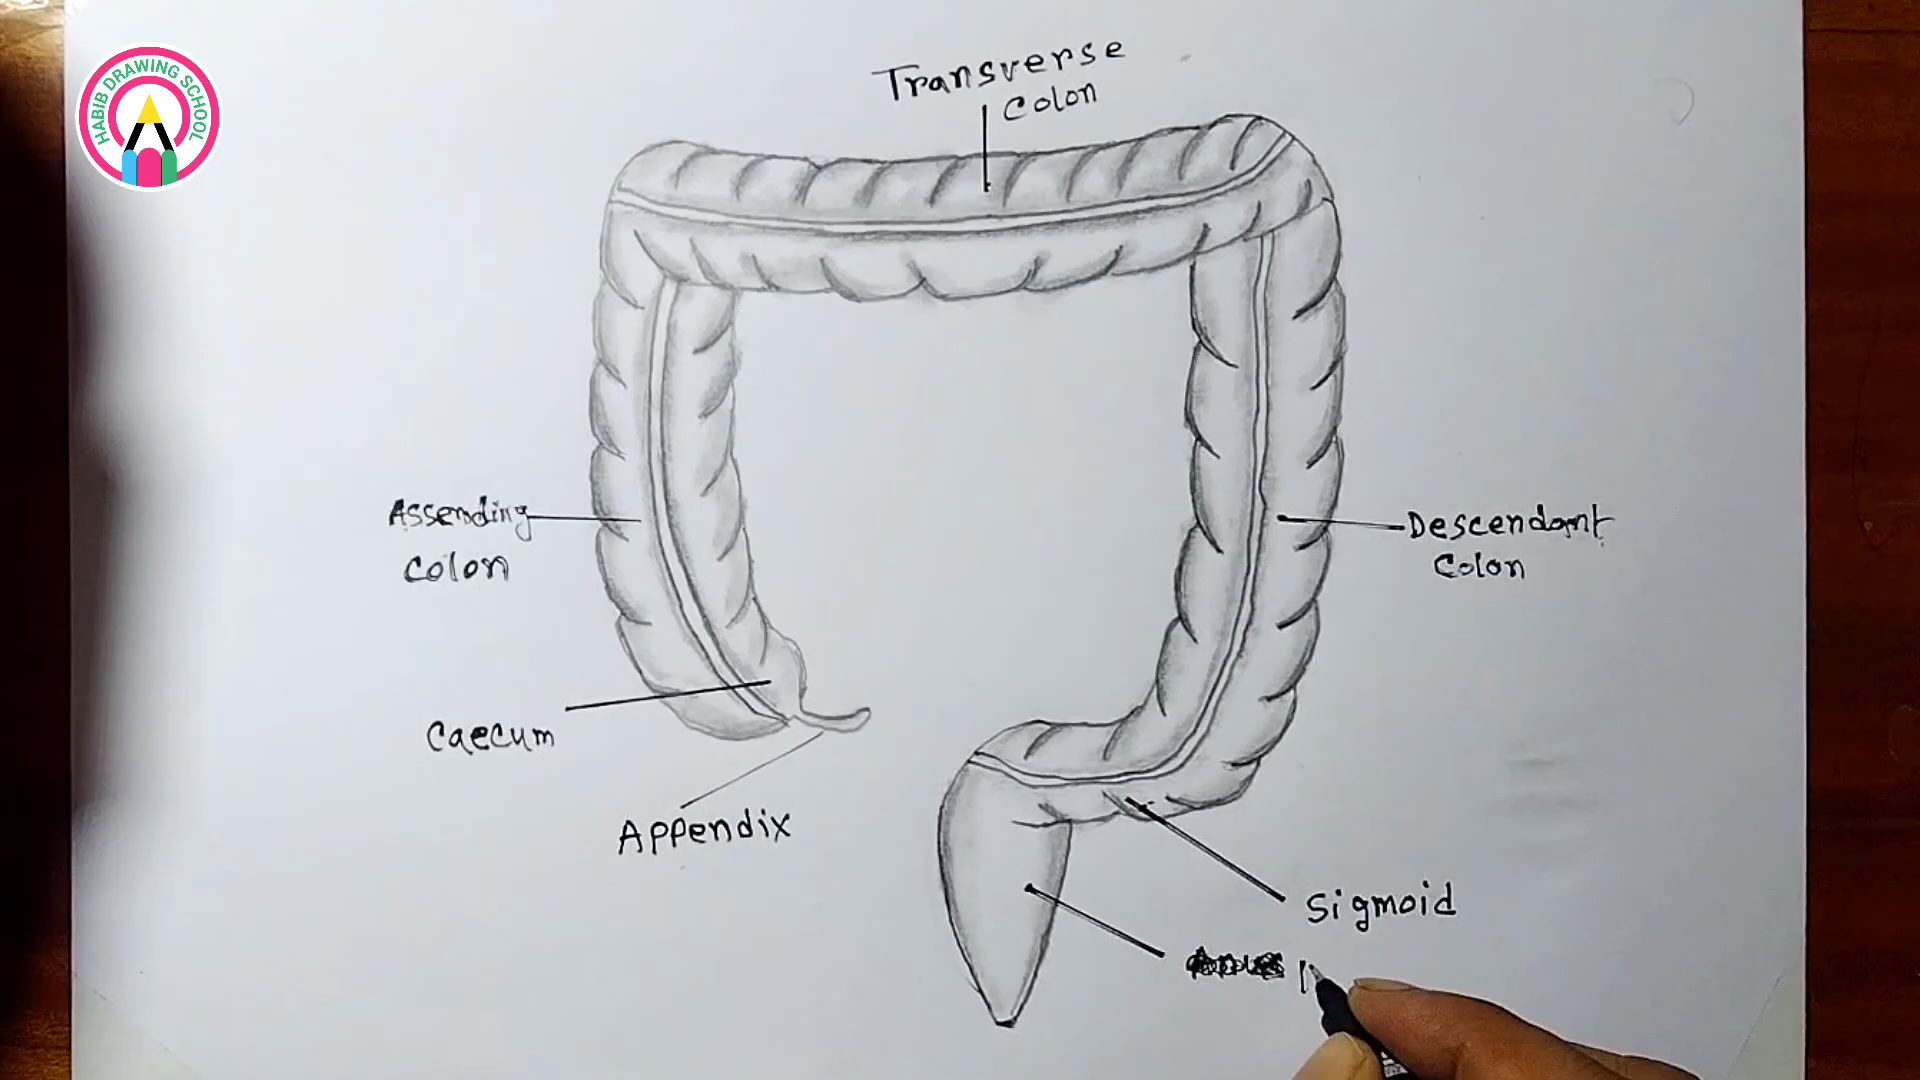 HABIB DRAWING SCHOOL
Transverse
colon
Assending
colon
Descendant
colon
Caecum
Appendix
Sigmoid